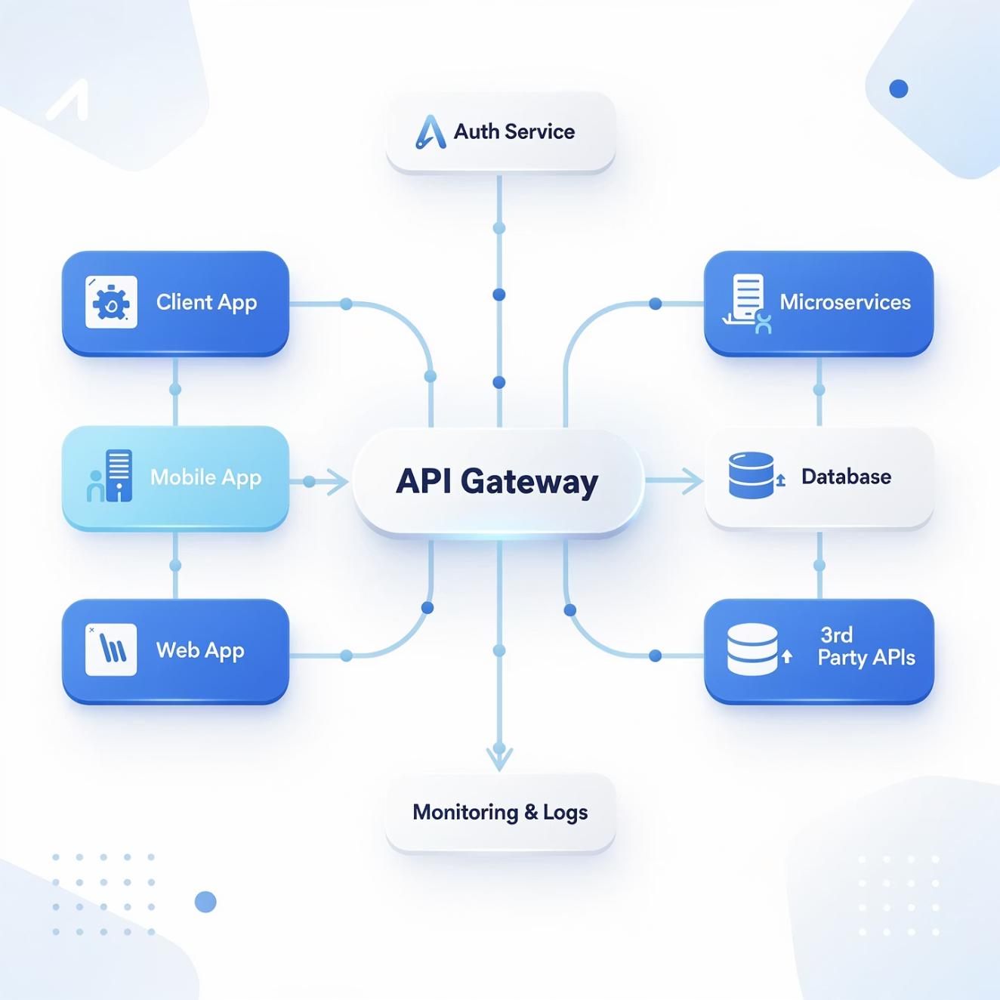 Auth Service
Client App
Microservices
Mobile App
API Gateway
Database
Web App
3rd
Party APIs
Monitoring & Logs